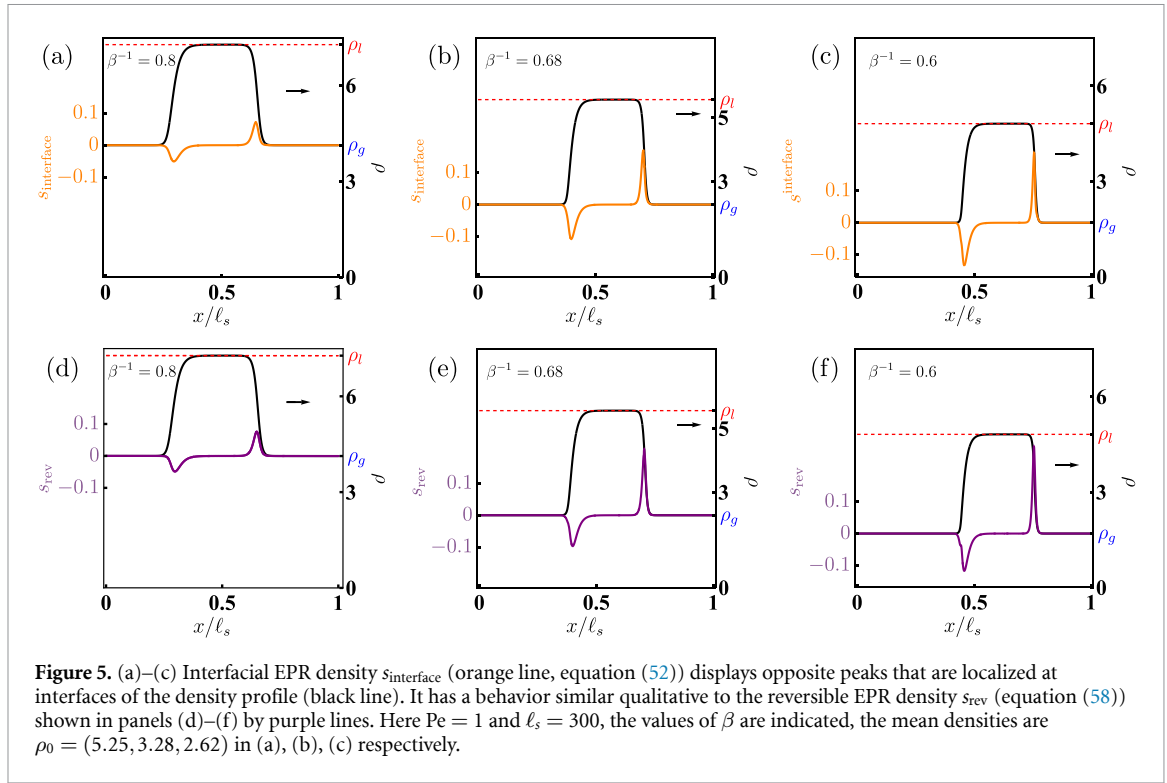 (a)
β⁻¹ = 0.8
ρ_l
6
0.1
0
−0.1
s_interface
ρ_g
3
0
ρ
0
0.5
1
x/ℓ_s
(b)
β⁻¹ = 0.68
ρ_l
5
0.1
0
−0.1
s_interface
3
ρ_g
0
ρ
0
0.5
1
x/ℓ_s
(c)
β⁻¹ = 0.6
6
ρ_l
0.1
0
−0.1
s^interface
3
ρ_g
0
ρ
0
0.5
1
x/ℓ_s
(d)
β⁻¹ = 0.8
ρ_l
6
0.1
0
−0.1
s_rev
ρ_g
3
0
ρ
0
0.5
1
x/ℓ_s
(e)
β⁻¹ = 0.68
ρ_l
5
0.1
0
−0.1
s_rev
3
ρ_g
0
ρ
0
0.5
1
x/ℓ_s
(f)
β⁻¹ = 0.6
6
ρ_l
0.1
0
−0.1
s_rev
3
ρ_g
0
ρ
0
0.5
1
x/ℓ_s
Figure 5. (a)–(c) Interfacial EPR density s_interface (orange line, equation (52)) displays opposite peaks that are localized at
interfaces of the density profile (black line). It has a behavior similar qualitative to the reversible EPR density s_rev (equation (58))
shown in panels (d)–(f) by purple lines. Here Pe = 1 and ℓ_s = 300, the values of β are indicated, the mean densities are
ρ_0 = (5.25, 3.28, 2.62) in (a), (b), (c) respectively.